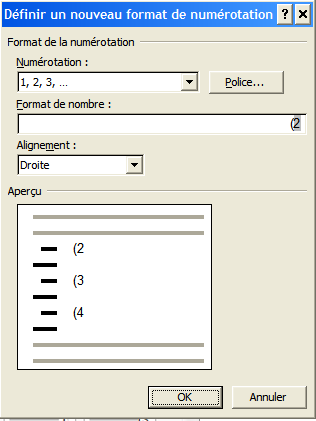 Définir un nouveau format de numérotation
Format de la numérotation
Numérotation :
1, 2, 3, ...
Police...
Format de nombre :
(2
Alignement :
Droite
Aperçu
(2
(3
(4
OK
Annuler